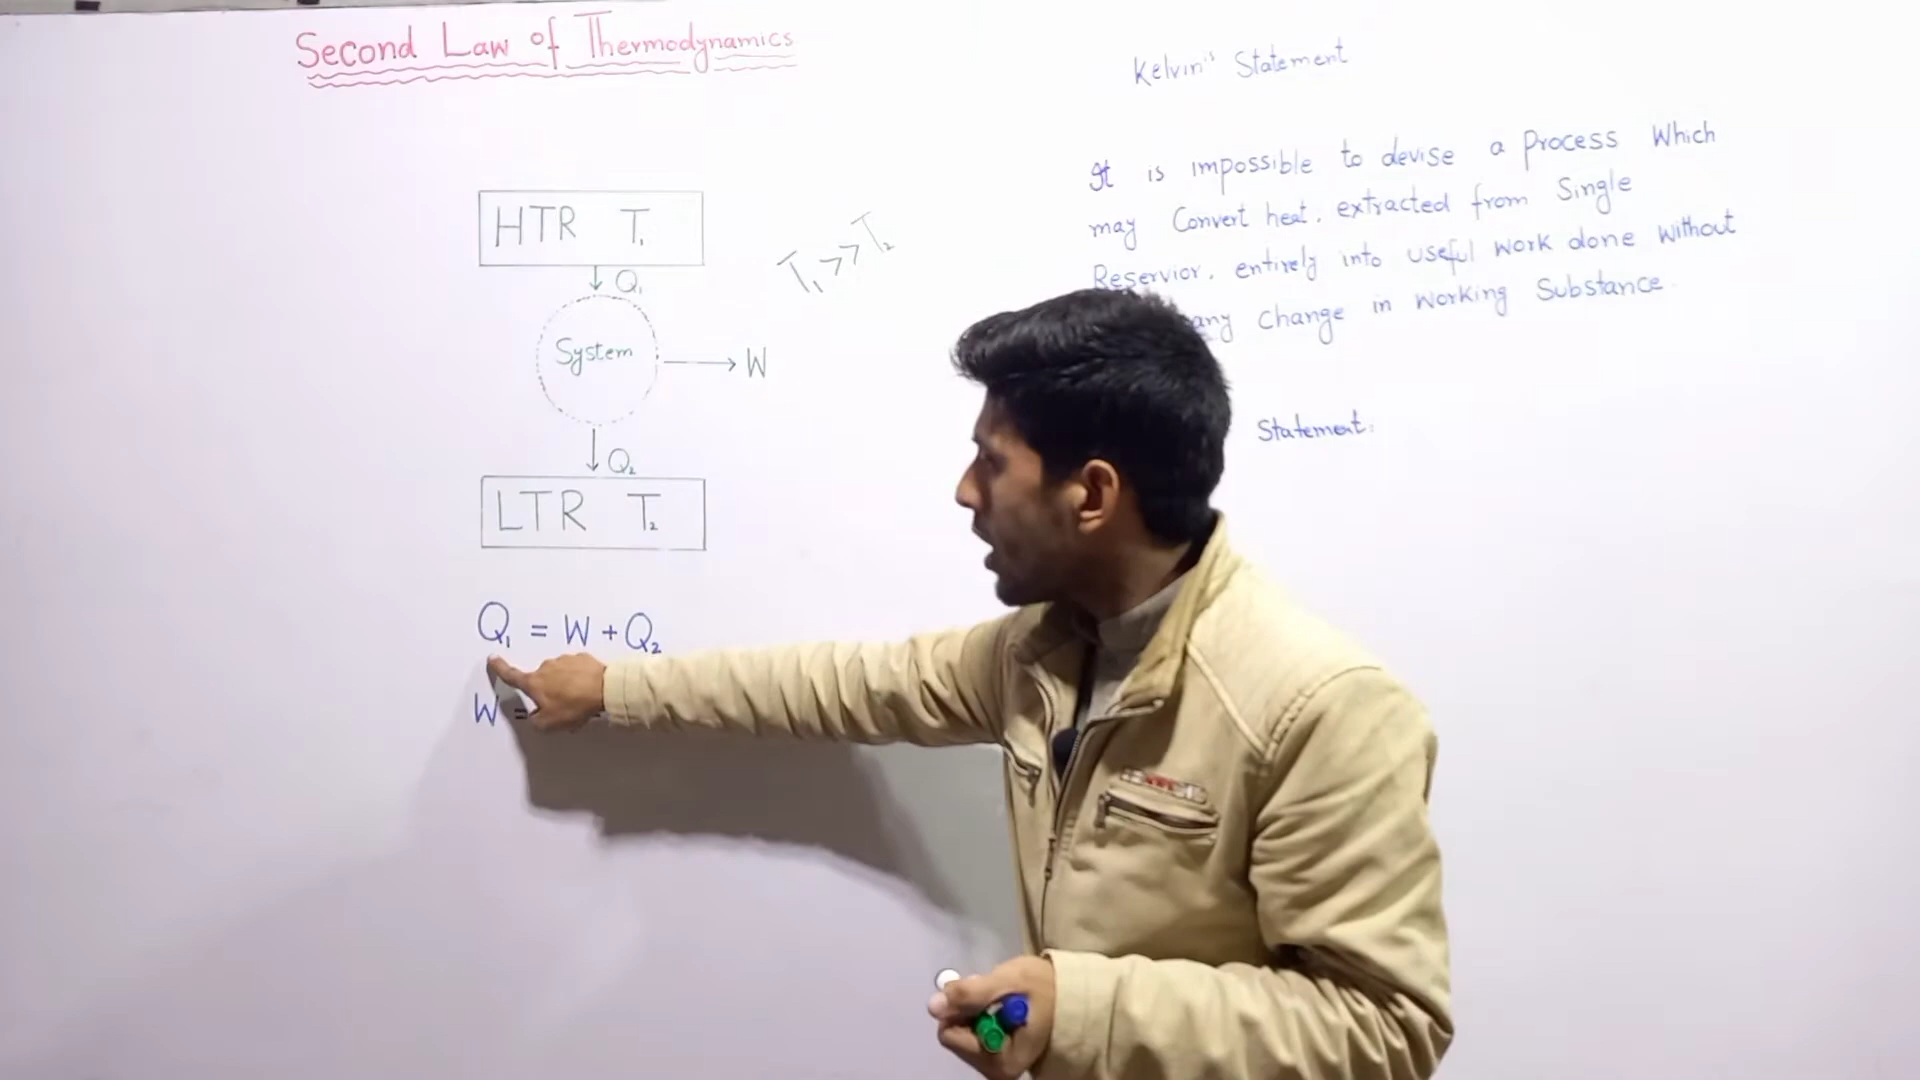 Second Law of Thermodynamics
HTR T₁
Q₁
T₁ >> T₂
System
W
Q₂
LTR T₂
Q₁ = W + Q₂
W =
Kelvin's Statement
It is impossible to devise a Process Which
may Convert heat, extracted from Single
Reservior, entirely into useful work done without
any change in working Substance.
Statement: